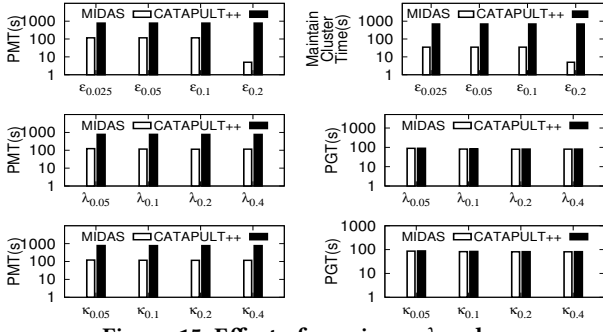 MIDAS CATAPULT++
PMT(s)
1000
100
10
1
ε0.025 ε0.05 ε0.1 ε0.2
MIDAS CATAPULT++
Maintain
Cluster
Time(s)
1000
100
10
1
ε0.025 ε0.05 ε0.1 ε0.2
MIDAS CATAPULT++
PMT(s)
1000
100
10
1
λ0.05 λ0.1 λ0.2 λ0.4
MIDAS CATAPULT++
PGT(s)
1000
100
10
1
λ0.05 λ0.1 λ0.2 λ0.4
MIDAS CATAPULT++
PMT(s)
1000
100
10
1
κ0.05 κ0.1 κ0.2 κ0.4
MIDAS CATAPULT++
PGT(s)
1000
100
10
1
κ0.05 κ0.1 κ0.2 κ0.4